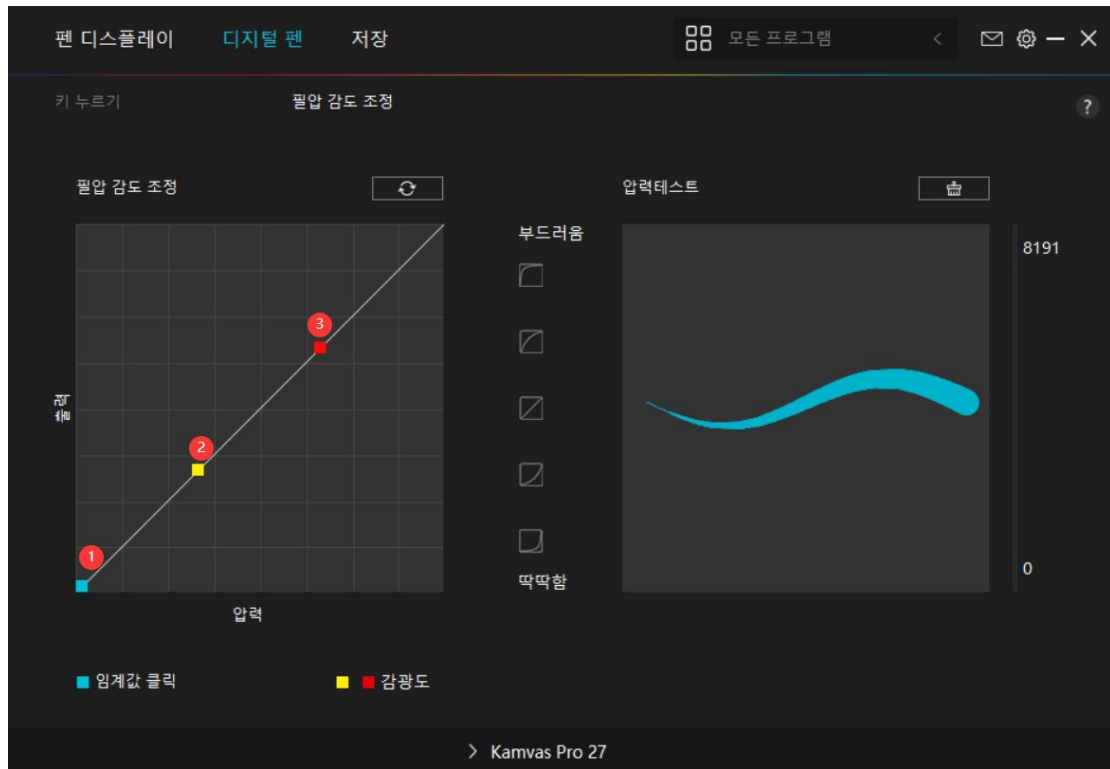 펜 디스플레이 디지털 펜 저장 모든 프로그램
키 누르기 필압 감도 조정 ?
필압 감도 조정 압력테스트
부드러움
8191
3
출력
2
1
0
딱딱함
압력
임계값 클릭 감광도
Kamvas Pro 27